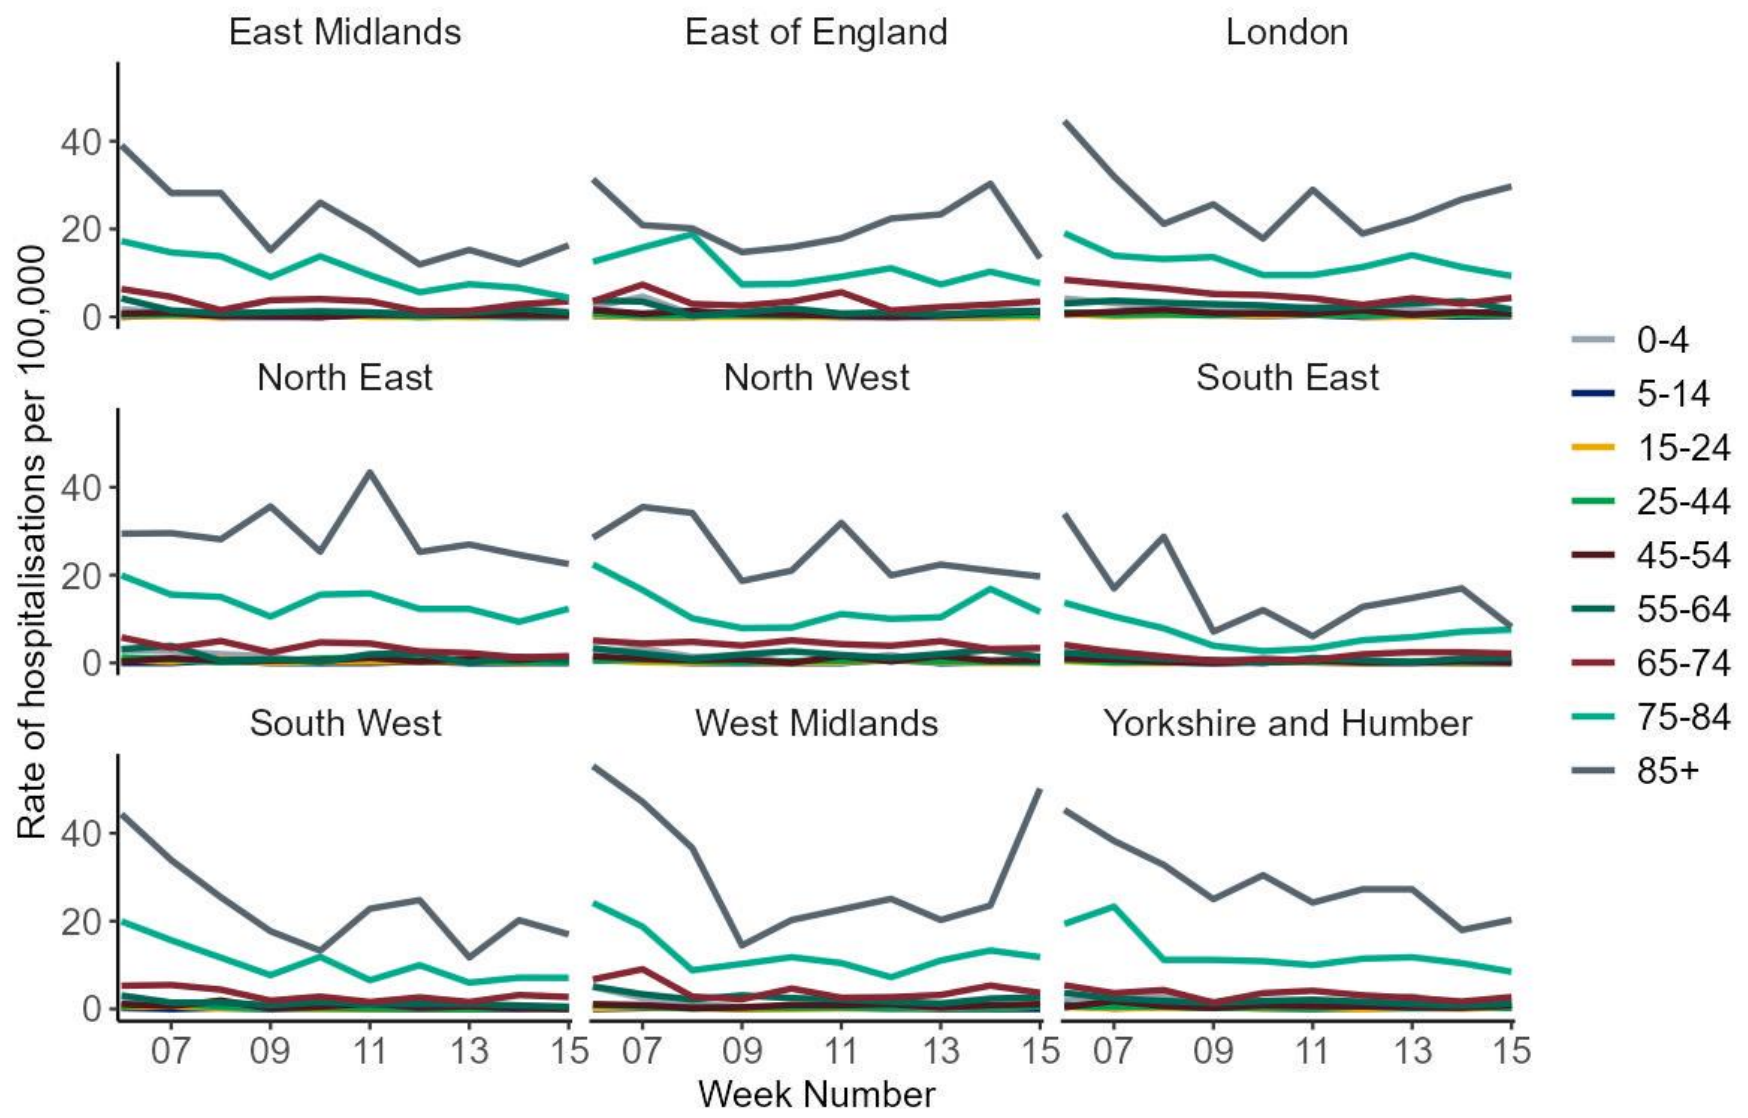 East Midlands
East of England
London
40
20
0
North East
North West
South East
40
20
0
South West
West Midlands
Yorkshire and Humber
40
20
0
07 09 11 13 15 07 09 11 13 15 07 09 11 13 15
Week Number
Rate of hospitalisations per 100,000
0-4
5-14
15-24
25-44
45-54
55-64
65-74
75-84
85+